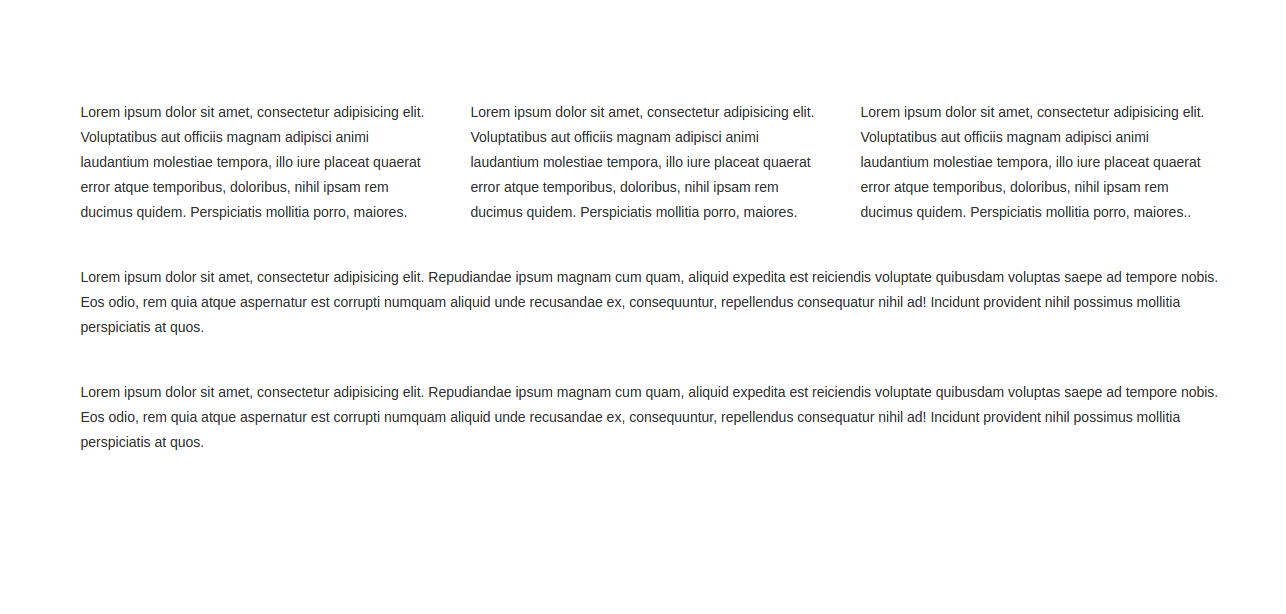 Lorem ipsum dolor sit amet, consectetur adipisicing elit.
Voluptatibus aut officiis magnam adipisci animi
laudantium molestiae tempora, illo iure placeat quaerat
error atque temporibus, doloribus, nihil ipsam rem
ducimus quidem. Perspiciatis mollitia porro, maiores.
Lorem ipsum dolor sit amet, consectetur adipisicing elit.
Voluptatibus aut officiis magnam adipisci animi
laudantium molestiae tempora, illo iure placeat quaerat
error atque temporibus, doloribus, nihil ipsam rem
ducimus quidem. Perspiciatis mollitia porro, maiores.
Lorem ipsum dolor sit amet, consectetur adipisicing elit.
Voluptatibus aut officiis magnam adipisci animi
laudantium molestiae tempora, illo iure placeat quaerat
error atque temporibus, doloribus, nihil ipsam rem
ducimus quidem. Perspiciatis mollitia porro, maiores..
Lorem ipsum dolor sit amet, consectetur adipisicing elit. Repudiandae ipsum magnam cum quam, aliquid expedita est reiciendis voluptate quibusdam voluptas saepe ad tempore nobis.
Eos odio, rem quia atque aspernatur est corrupti numquam aliquid unde recusandae ex, consequuntur, repellendus consequatur nihil ad! Incidunt provident nihil possimus mollitia
perspiciatis at quos.
Lorem ipsum dolor sit amet, consectetur adipisicing elit. Repudiandae ipsum magnam cum quam, aliquid expedita est reiciendis voluptate quibusdam voluptas saepe ad tempore nobis.
Eos odio, rem quia atque aspernatur est corrupti numquam aliquid unde recusandae ex, consequuntur, repellendus consequatur nihil ad! Incidunt provident nihil possimus mollitia
perspiciatis at quos.